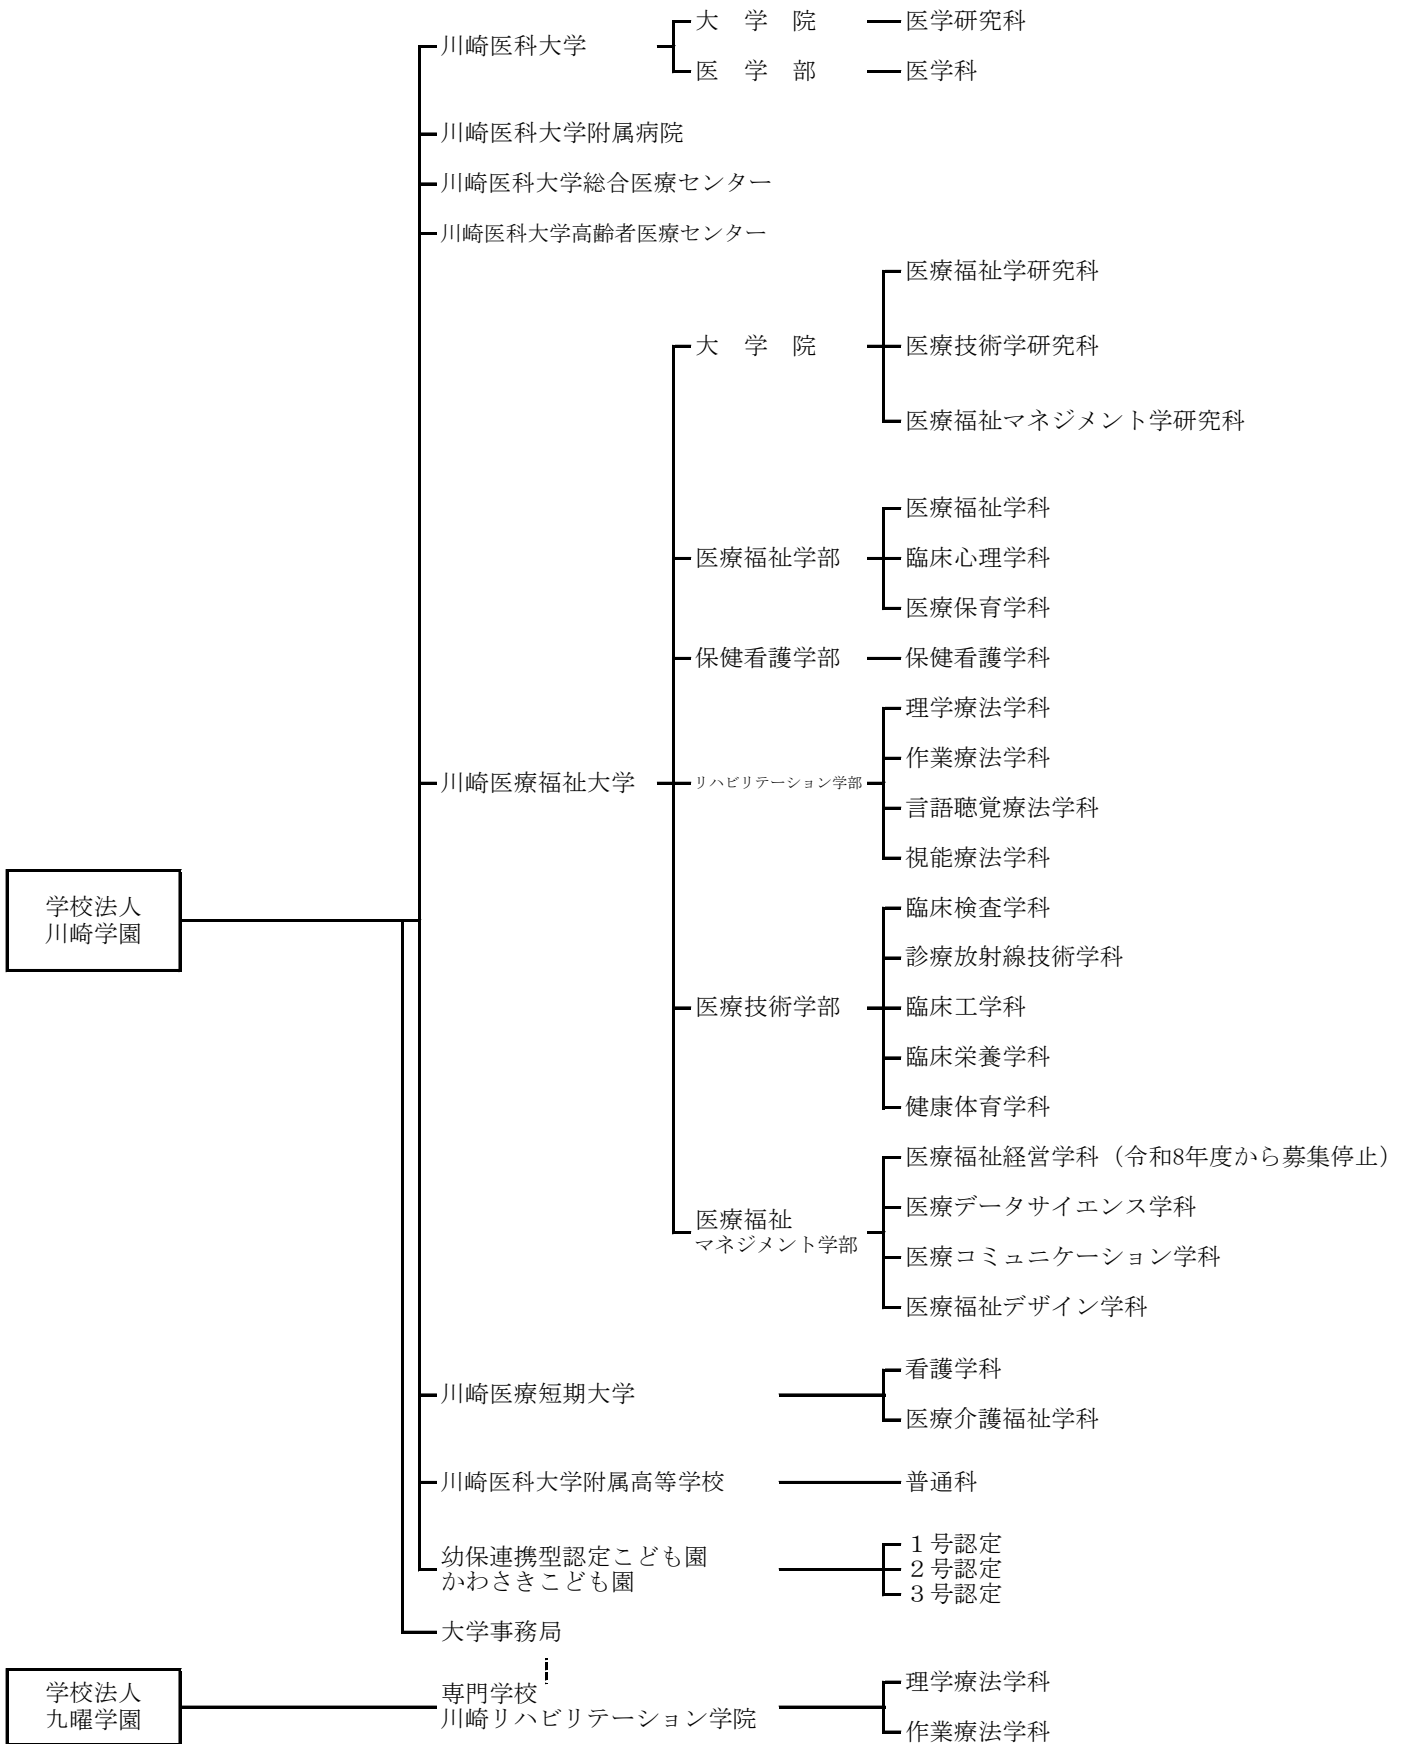 大　学　院
医学研究科
川崎医科大学
医　学　部
医学科
川崎医科大学附属病院
川崎医科大学総合医療センター
川崎医科大学高齢者医療センター
医療福祉学研究科
大　学　院
医療技術学研究科
医療福祉マネジメント学研究科
医療福祉学科
医療福祉学部
臨床心理学科
医療保育学科
保健看護学部
保健看護学科
理学療法学科
作業療法学科
川崎医療福祉大学
リハビリテーション学部
言語聴覚療法学科
視能療法学科
学校法人
川崎学園
臨床検査学科
診療放射線技術学科
医療技術学部
臨床工学科
臨床栄養学科
健康体育学科
医療福祉経営学科（令和8年度から募集停止）
医療データサイエンス学科
医療福祉
マネジメント学部
医療コミュニケーション学科
医療福祉デザイン学科
看護学科
川崎医療短期大学
医療介護福祉学科
川崎医科大学附属高等学校
普通科
幼保連携型認定こども園
かわさきこども園
１号認定
２号認定
３号認定
大学事務局
学校法人
九曜学園
専門学校
川崎リハビリテーション学院
理学療法学科
作業療法学科